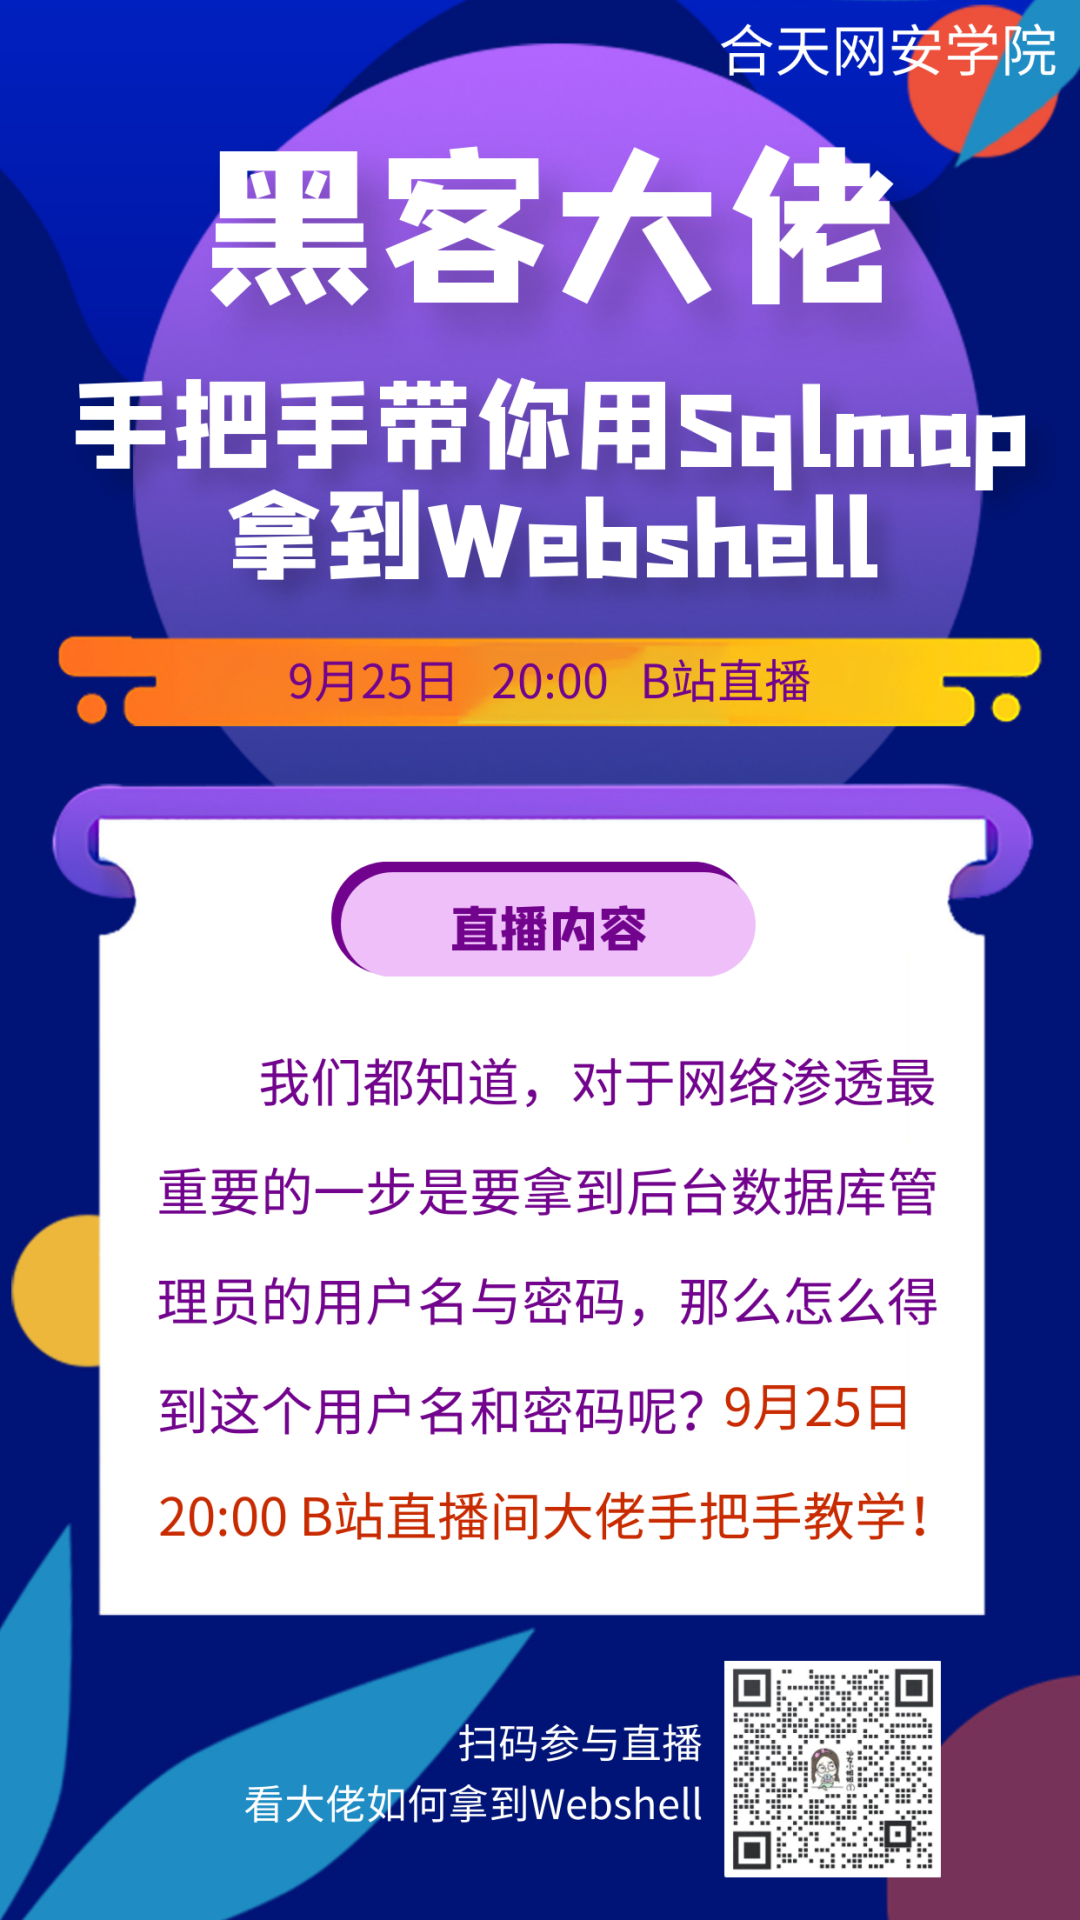 合天网安学院
黑客大佬
手把手带你用Sqlmap
拿到Webshell
9月25日 20:00 B站直播
直播内容
我们都知道，对于网络渗透最
重要的一步是要拿到后台数据库管
理员的用户名与密码，那么怎么得
到这个用户名和密码呢？9月25日
20:00 B站直播间大佬手把手教学！
扫码参与直播
看大佬如何拿到Webshell